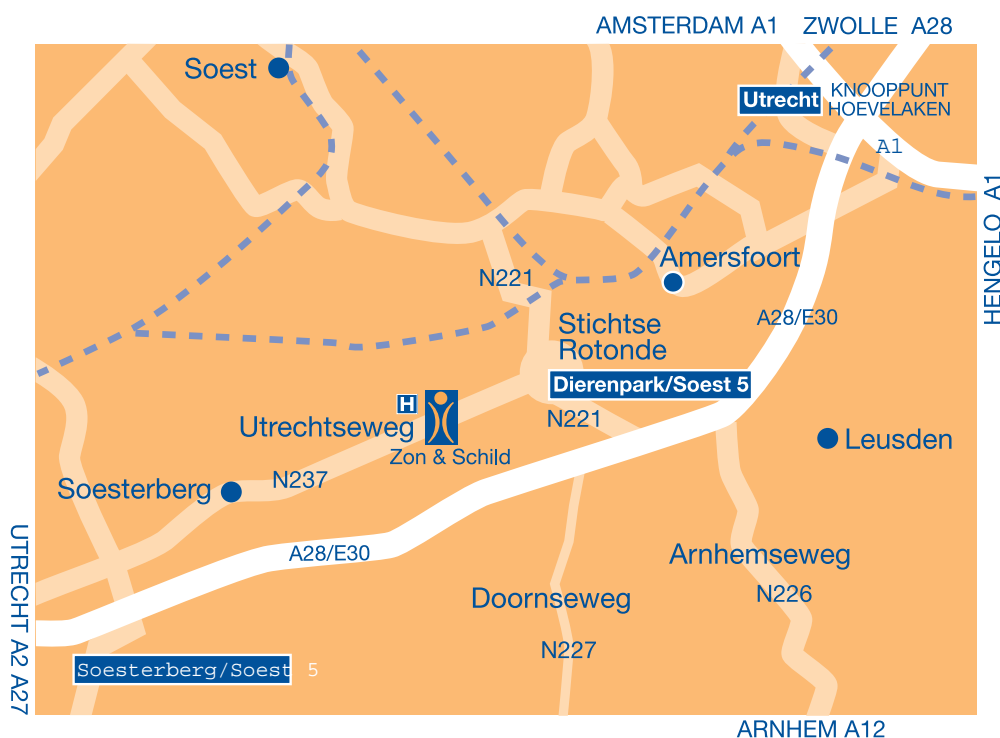 AMSTERDAM A1
ZWOLLE A28
Soest
Utrecht
KNOOPPUNT
HOEVELAKEN
A1
HENGELO A1
Amersfoort
N221
A28/E30
Stichtse
Rotonde
Dierenpark/Soest 5
H
N221
Utrechtseweg
Leusden
Zon & Schild
N237
Soesterberg
A28/E30
Arnhemseweg
N226
Doornseweg
N227
UTRECHT A2 A27
Soesterberg/Soest 5
ARNHEM A12